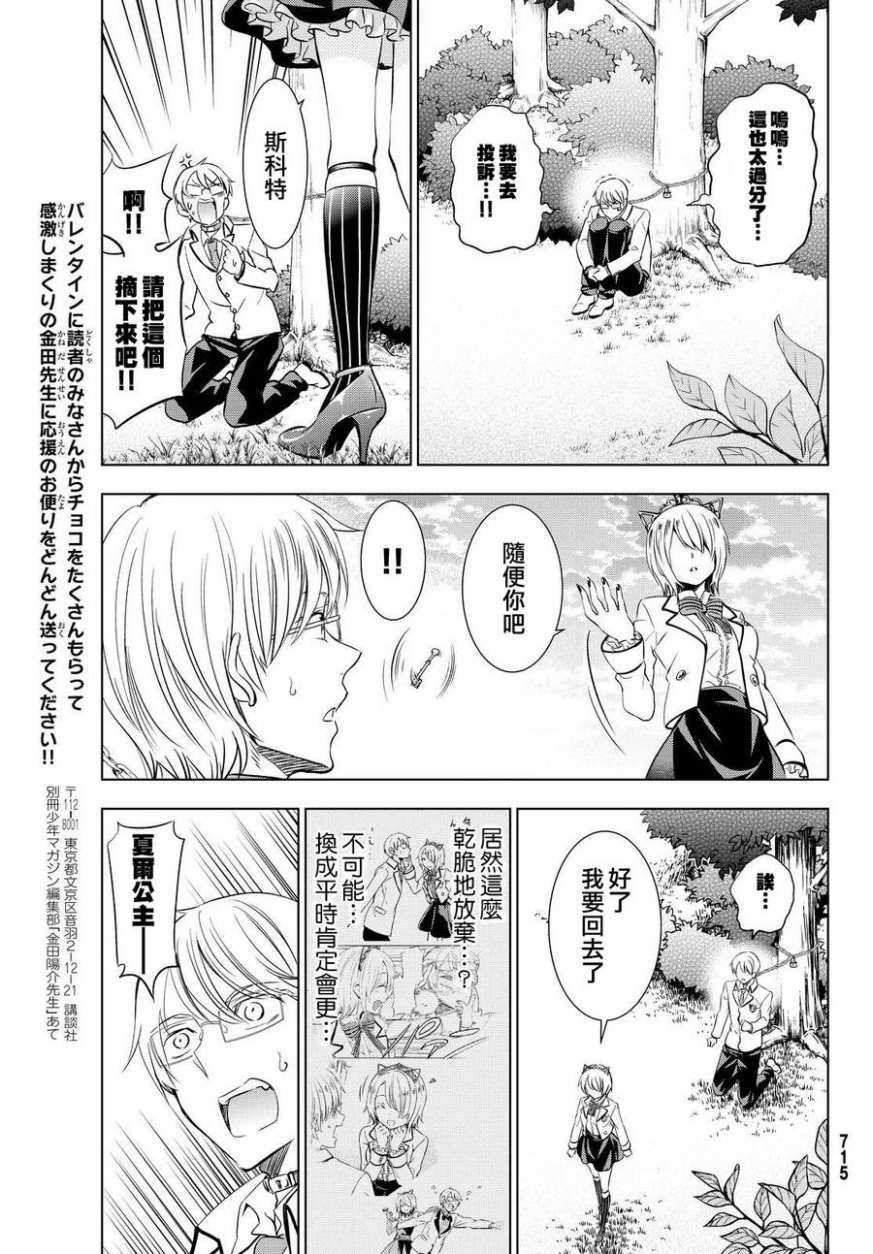 嗚嗚…
這也太過分了…
我要去
投訴…!!
斯科特
啊!!
請把這個
摘下來吧!!
隨便你吧
!!
誒…
好了
我要回去了
居然這麼
乾脆地放棄…?
不可能…
換成平時肯定會更…
夏爾公主——
バレンタインに読者のみなさんからチョコをたくさんもらって
感激しまくりの金田先生に応援のお便りをどんどん送ってください!!
〒112-8001 東京都文京区音羽2-12-21 講談社
別冊少年マガジン編集部「金田陽介先生」あて
715